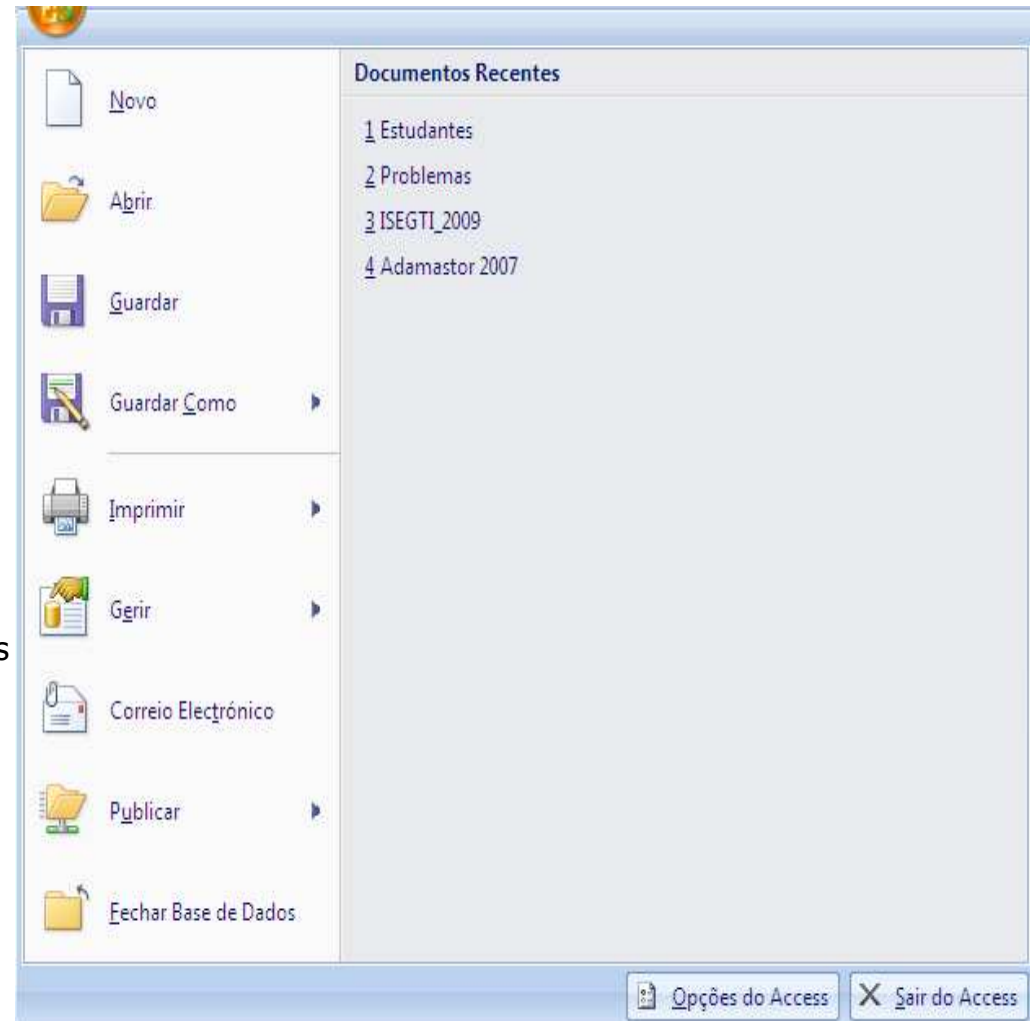 Novo
Abrir
Guardar
Guardar Como
Imprimir
Gerir
s
Correio Electrónico
Publicar
Fechar Base de Dados
Documentos Recentes
1 Estudantes
2 Problemas
3 ISEGTI_2009
4 Adamastor 2007
Opções do Access
Sair do Access